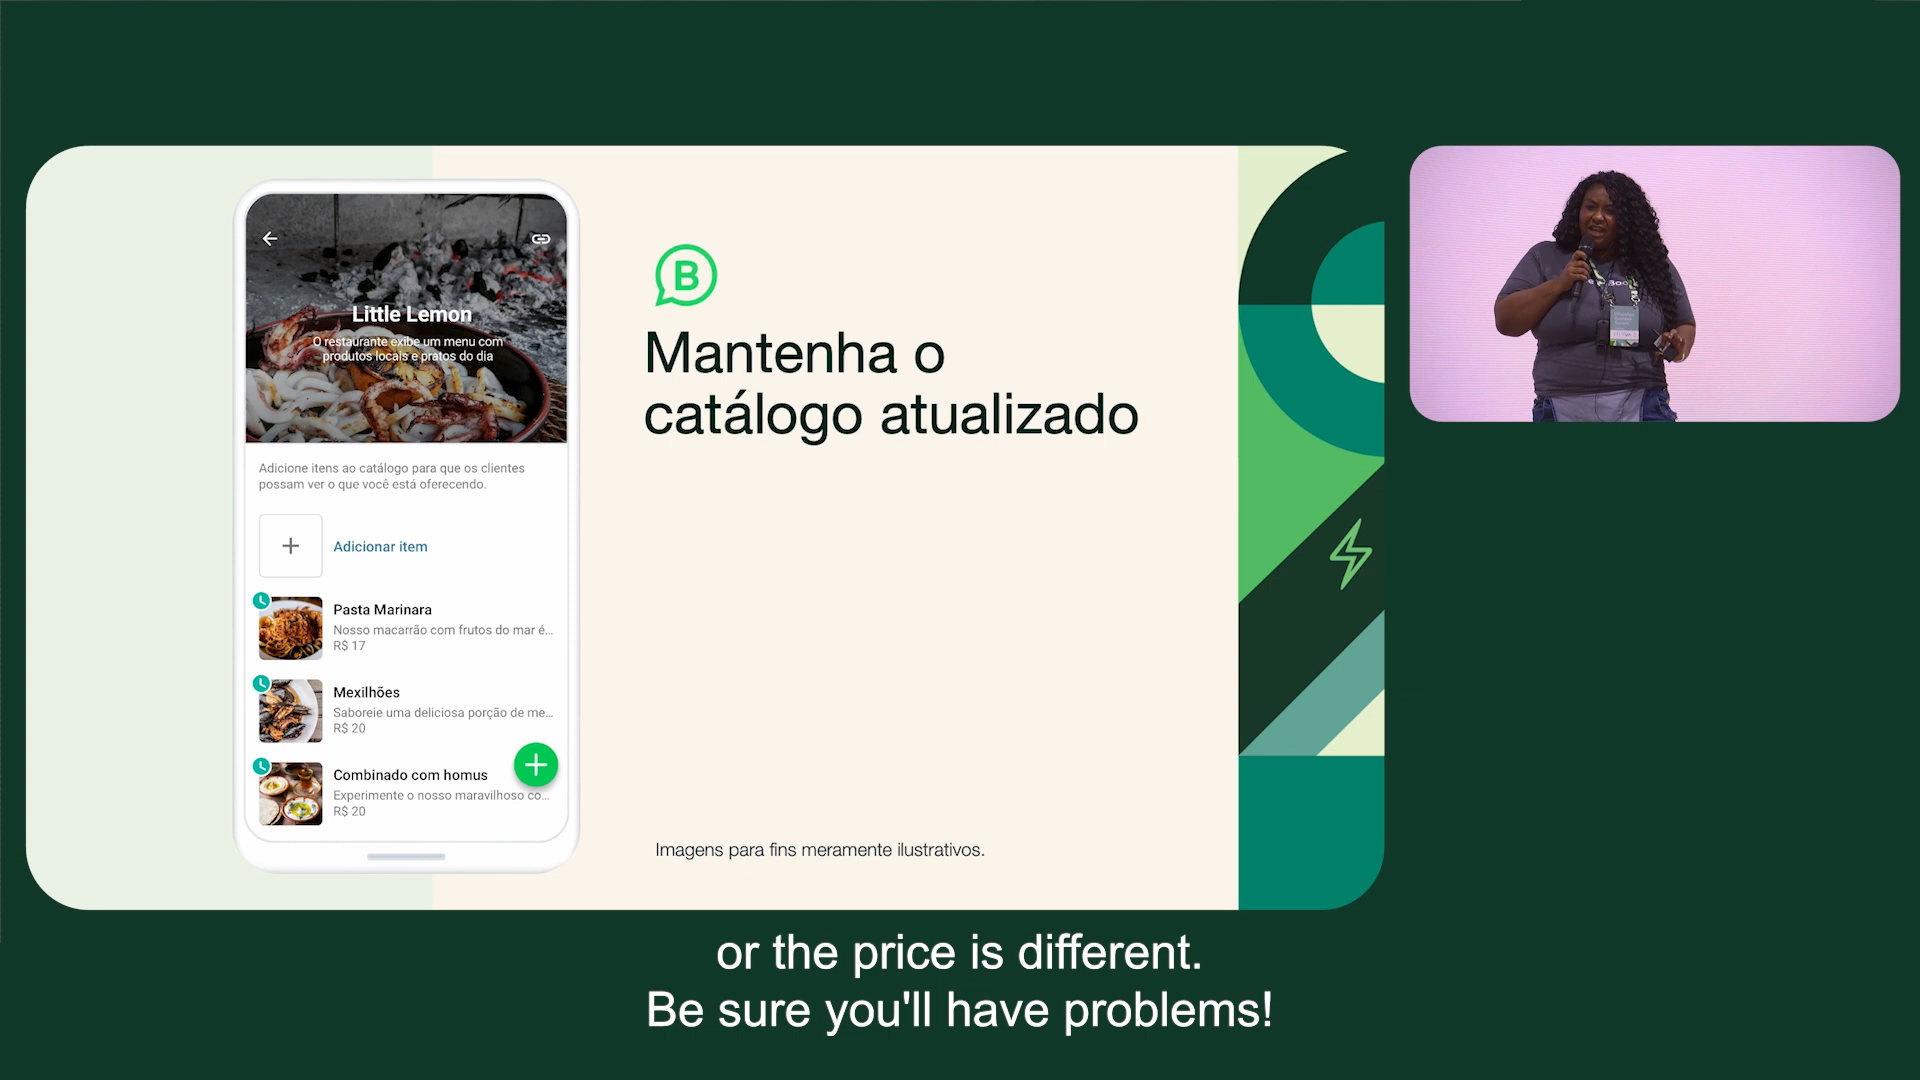 Little Lemon
O restaurante exibe um menu com
produtos locais e pratos do dia
Adicione itens ao catálogo para que os clientes
possam ver o que você está oferecendo.
Adicionar item
Pasta Marinara
Nosso macarrão com frutos do mar é...
R$ 17
Mexilhões
Saboreie uma deliciosa porção de me...
R$ 20
Combinado com homus
Experimente o nosso maravilhoso co...
R$ 20
B
Mantenha o
catálogo atualizado
Imagens para fins meramente ilustrativos.
or the price is different.
Be sure you'll have problems!